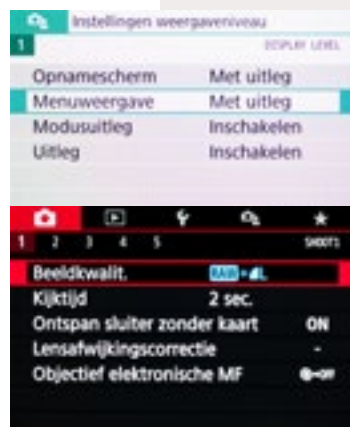 Instellingen weergaveniveau
1 DISPLAY LEVEL
Opnamescherm Met uitleg
Menuweergave Met uitleg
Modusuitleg Inschakelen
Uitleg Inschakelen
1 2 3 4 5 SHOOT1
Beeldkwalit. RAW+L
Kijktijd 2 sec.
Ontspan sluiter zonder kaart ON
Lensafwijkingscorrectie -
Objectief elektronische MF OFF